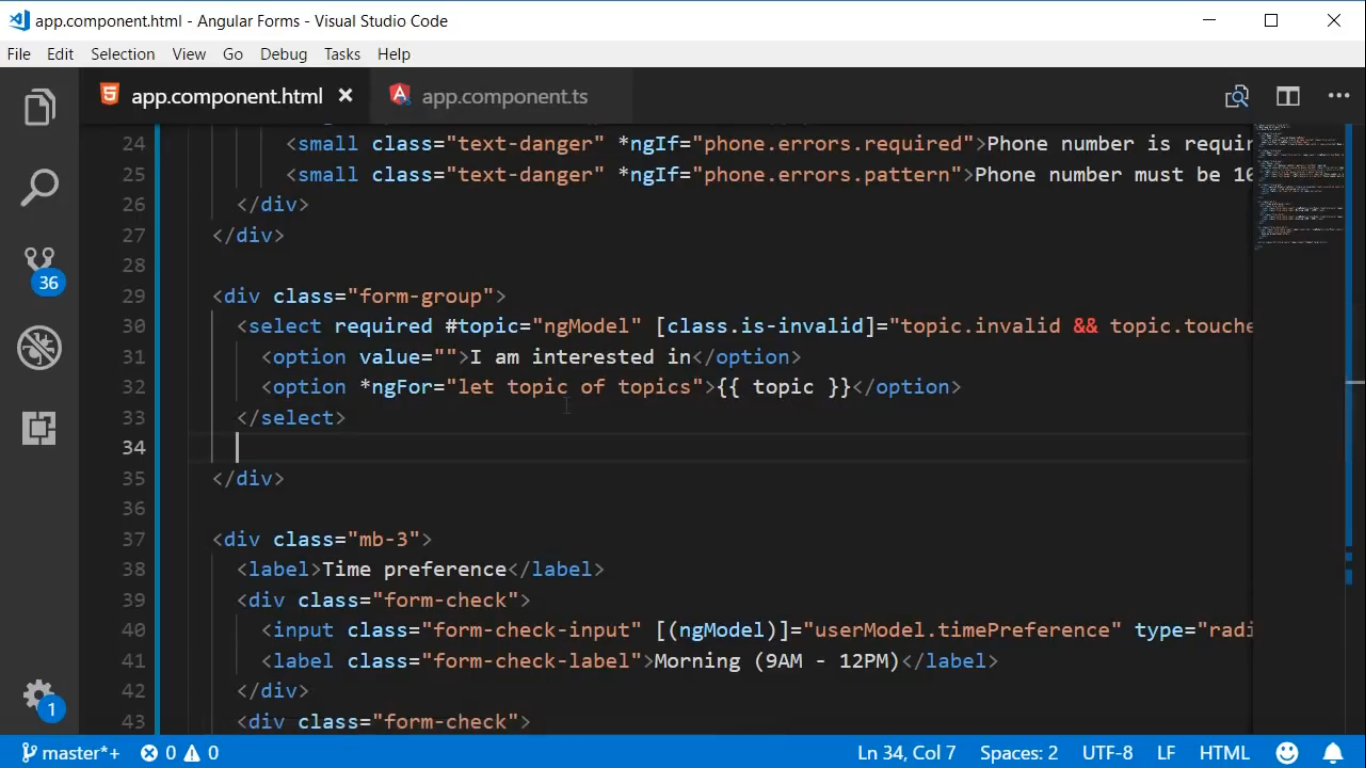 app.component.html - Angular Forms - Visual Studio Code
File Edit Selection View Go Debug Tasks Help
app.component.html app.component.ts
24 <small class="text-danger" *ngIf="phone.errors.required">Phone number is requir
25 <small class="text-danger" *ngIf="phone.errors.pattern">Phone number must be 10
26 </div>
27 </div>
28
29 <div class="form-group">
30 <select required #topic="ngModel" [class.is-invalid]="topic.invalid && topic.touche
31 <option value="">I am interested in</option>
32 <option *ngFor="let topic of topics">{{ topic }}</option>
33 </select>
34
35 </div>
36
37 <div class="mb-3">
38 <label>Time preference</label>
39 <div class="form-check">
40 <input class="form-check-input" [(ngModel)]="userModel.timePreference" type="radi
41 <label class="form-check-label">Morning (9AM - 12PM)</label>
42 </div>
43 <div class="form-check">
36
1
master*+ 0 0 Ln 34, Col 7 Spaces: 2 UTF-8 LF HTML